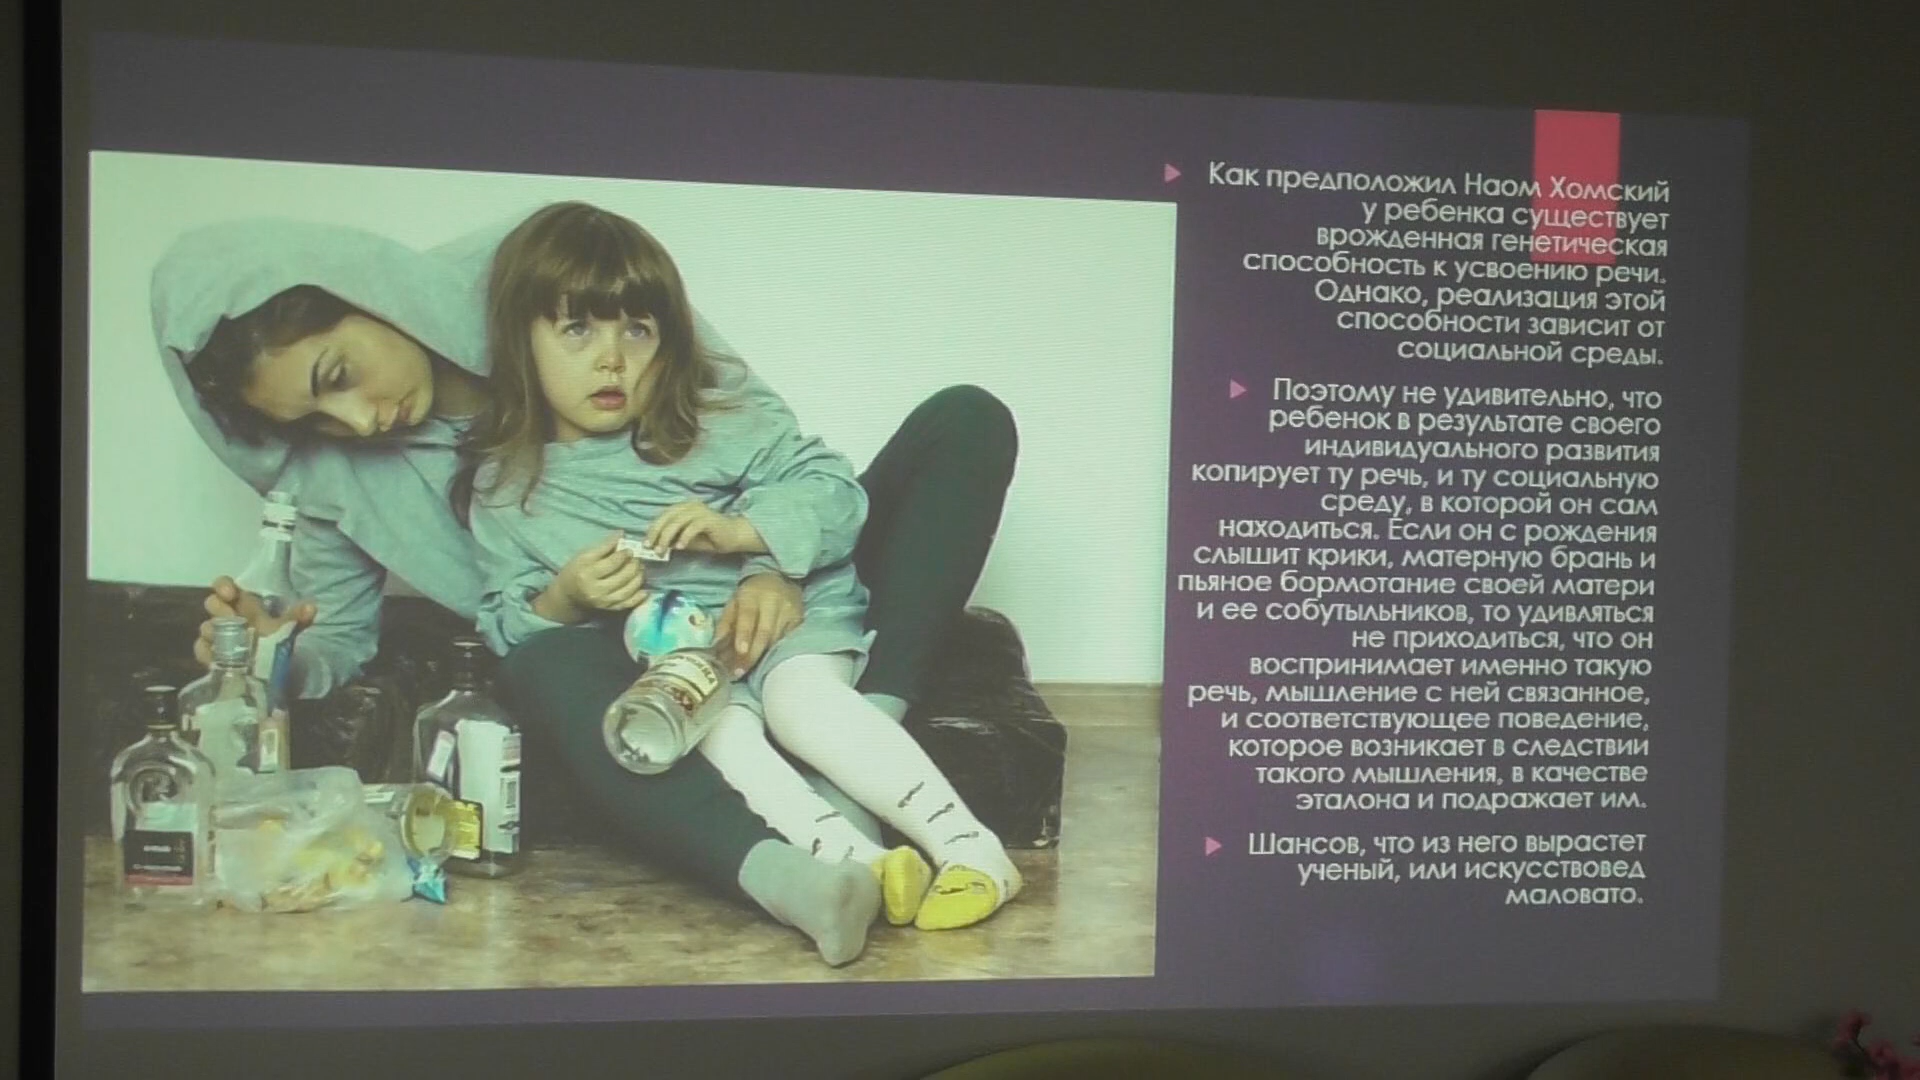 Как предположил Наом Хомский
у ребенка существует
врожденная генетическая
способность к усвоению речи.
Однако, реализация этой
способности зависит от
социальной среды.
Поэтому не удивительно, что
ребенок в результате своего
индивидуального развития
копирует ту речь, и ту социальную
среду, в которой он сам
находиться. Если он с рождения
слышит крики, матерную брань и
пьяное бормотание своей матери
и ее собутыльников, то удивляться
не приходиться, что он
воспринимает именно такую
речь, мышление с ней связанное,
и соответствующее поведение,
которое возникает в следствии
такого мышления, в качестве
эталона и подражает им.
Шансов, что из него вырастет
ученый, или искусствовед
маловато.